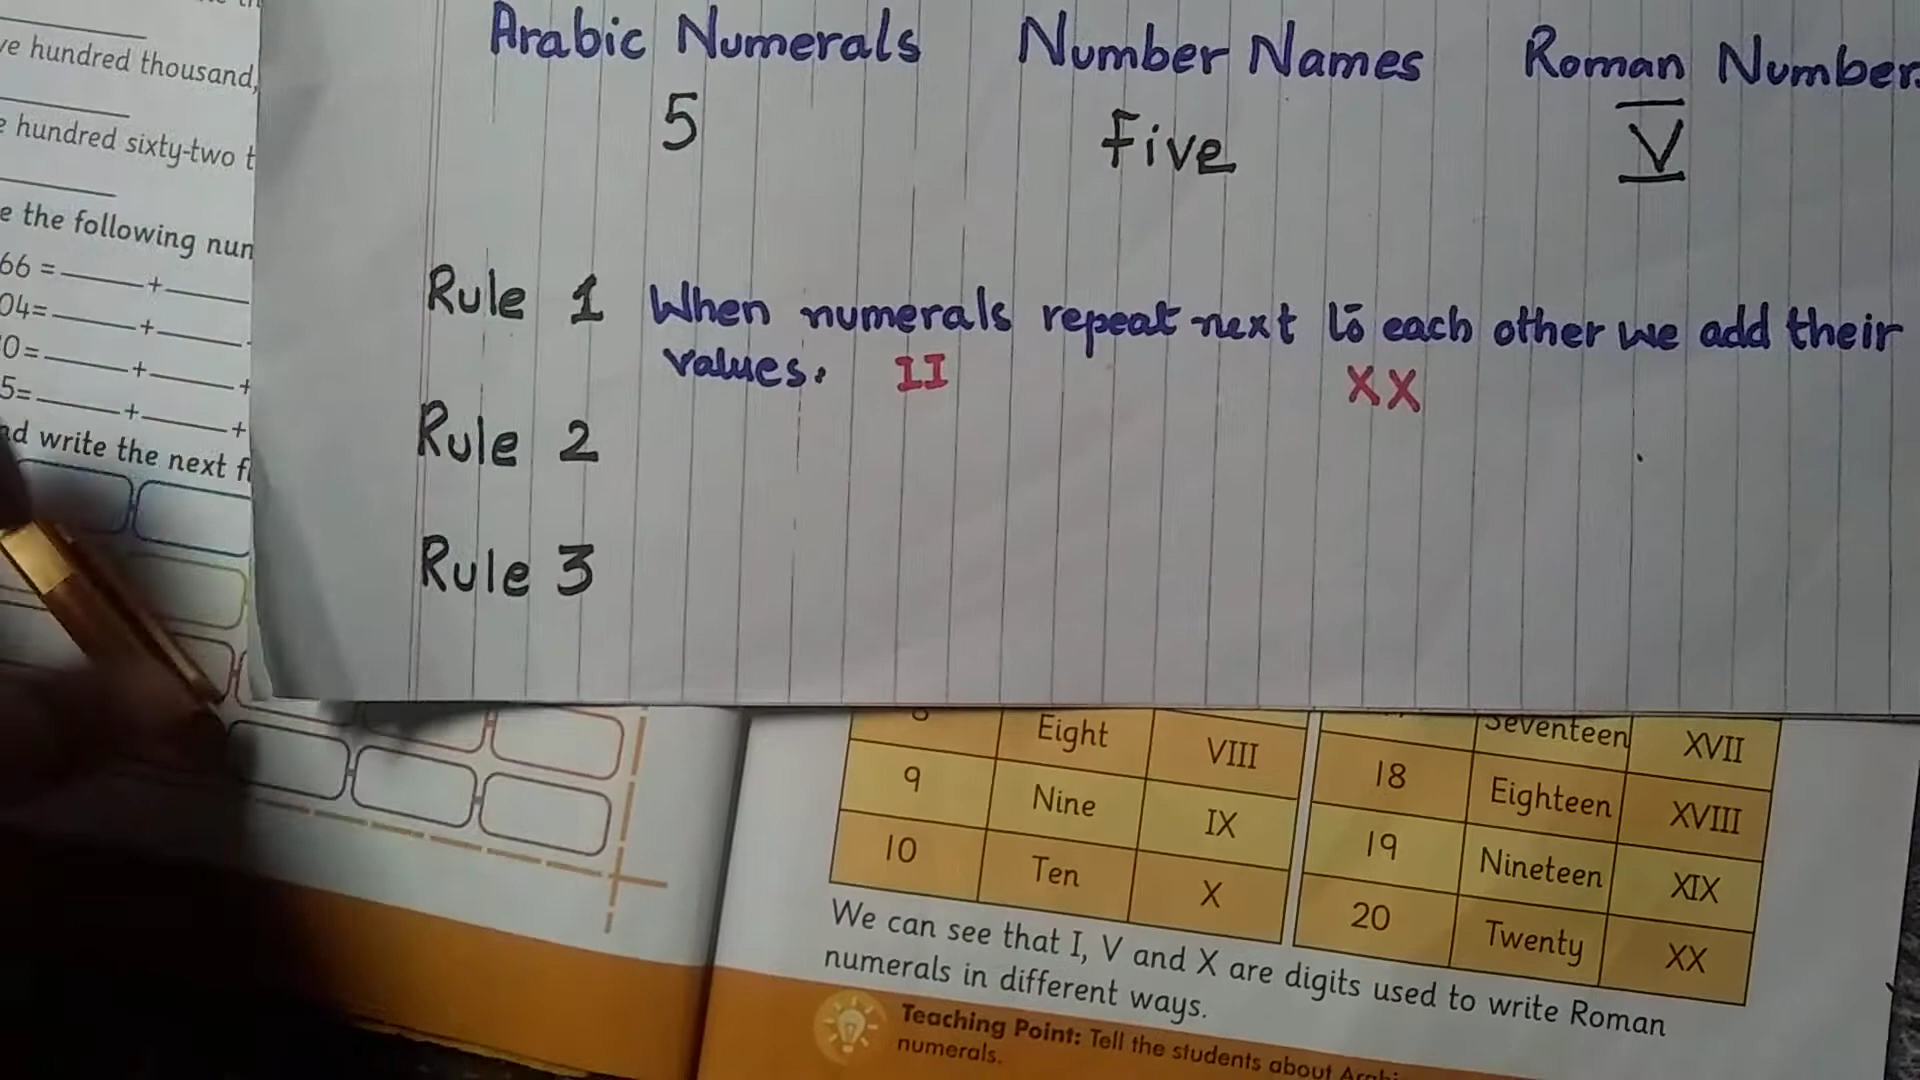 Arabic Numerals Number Names Roman Number
5 Five V
Rule 1 When numerals repeat next to each other we add their
values. II XX
Rule 2
Rule 3
hundred thousand,
hundred sixty-two
the following
66 = + 
04= + 
0= + +
5= + +
write the next
Eight VIII
9 Nine IX
10 Ten X
Seventeen XVII
18 Eighteen XVIII
19 Nineteen XIX
20 Twenty XX
We can see that I, V and X are digits used to write Roman
numerals in different ways.
Teaching Point: Tell the students about
numerals.